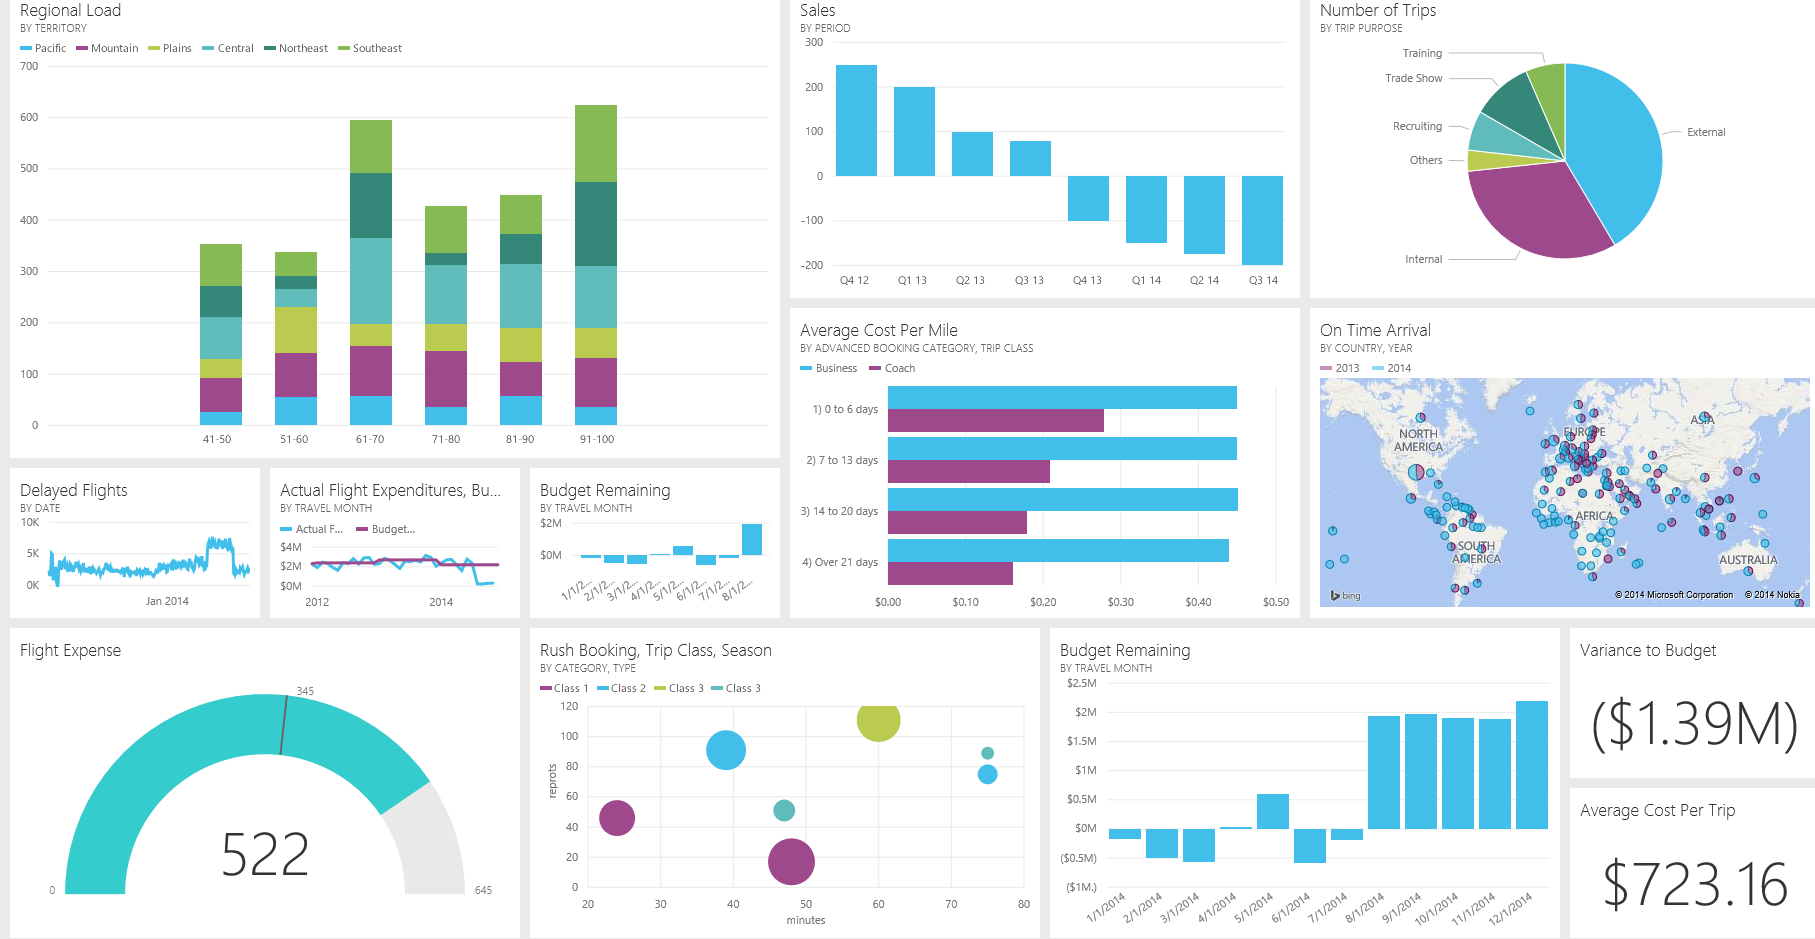 Regional Load
BY TERRITORY
Pacific Mountain Plains Central Northeast Southeast
700
600
500
400
300
200
100
0
41-50 51-60 61-70 71-80 81-90 91-100
Sales
BY PERIOD
300
200
100
0
-100
-200
Q4 12 Q1 13 Q2 13 Q3 13 Q4 13 Q1 14 Q2 14 Q3 14
Number of Trips
BY TRIP PURPOSE
Training
Trade Show
Recruiting
Others
Internal
External
Delayed Flights
BY DATE
10K
5K
0K
Jan 2014
Actual Flight Expenditures, Bu...
BY TRAVEL MONTH
Actual F... Budget...
$4M
$2M
$0M
2012 2014
Budget Remaining
BY TRAVEL MONTH
$2M
$0M
1/1/2... 2/1/2... 3/1/2... 4/1/2... 5/1/2... 6/1/2... 7/1/2... 8/1/2...
Average Cost Per Mile
BY ADVANCED BOOKING CATEGORY, TRIP CLASS
Business Coach
1) 0 to 6 days
2) 7 to 13 days
3) 14 to 20 days
4) Over 21 days
$0.00 $0.10 $0.20 $0.30 $0.40 $0.50
On Time Arrival
BY COUNTRY, YEAR
2013 2014
NORTH
AMERICA
EUROPE
ASIA
AFRICA
SOUTH
AMERICA
AUSTRALIA
bing
© 2014 Microsoft Corporation © 2014 Nokia
Flight Expense
345
522
0
645
Rush Booking, Trip Class, Season
BY CATEGORY, TYPE
Class 1 Class 2 Class 3 Class 3
120
100
80
60
40
20
0
reprots
20 30 40 50 60 70 80
minutes
Budget Remaining
BY TRAVEL MONTH
$2.5M
$2M
$1.5M
$1M
$0.5M
$0M
($0.5M)
($1M.)
1/1/2014 2/1/2014 3/1/2014 4/1/2014 5/1/2014 6/1/2014 7/1/2014 8/1/2014 9/1/2014 10/1/2014 11/1/2014 12/1/2014
Variance to Budget
($1.39M)
Average Cost Per Trip
$723.16